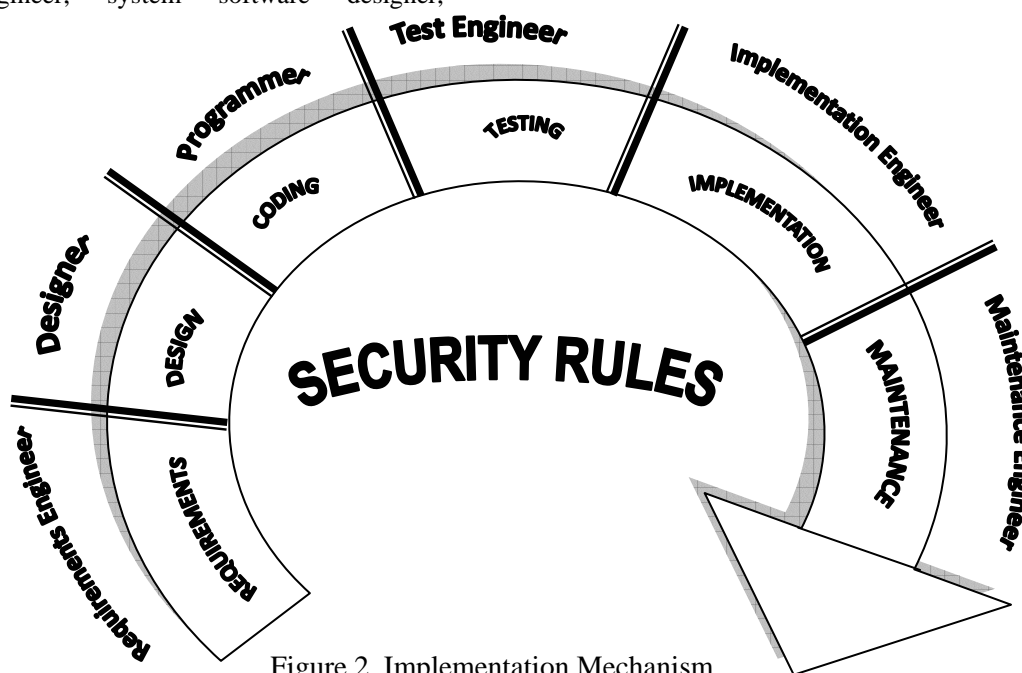 system software designer,
Test Engineer
Programmer
Implementation Engineer
TESTING
CODING
IMPLEMENTATION
Designer
DESIGN
SECURITY RULES
MAINTENANCE
Maintenance Engineer
Requirements Engineer
REQUIREMENTS
Figure 2. Implementation Mechanism